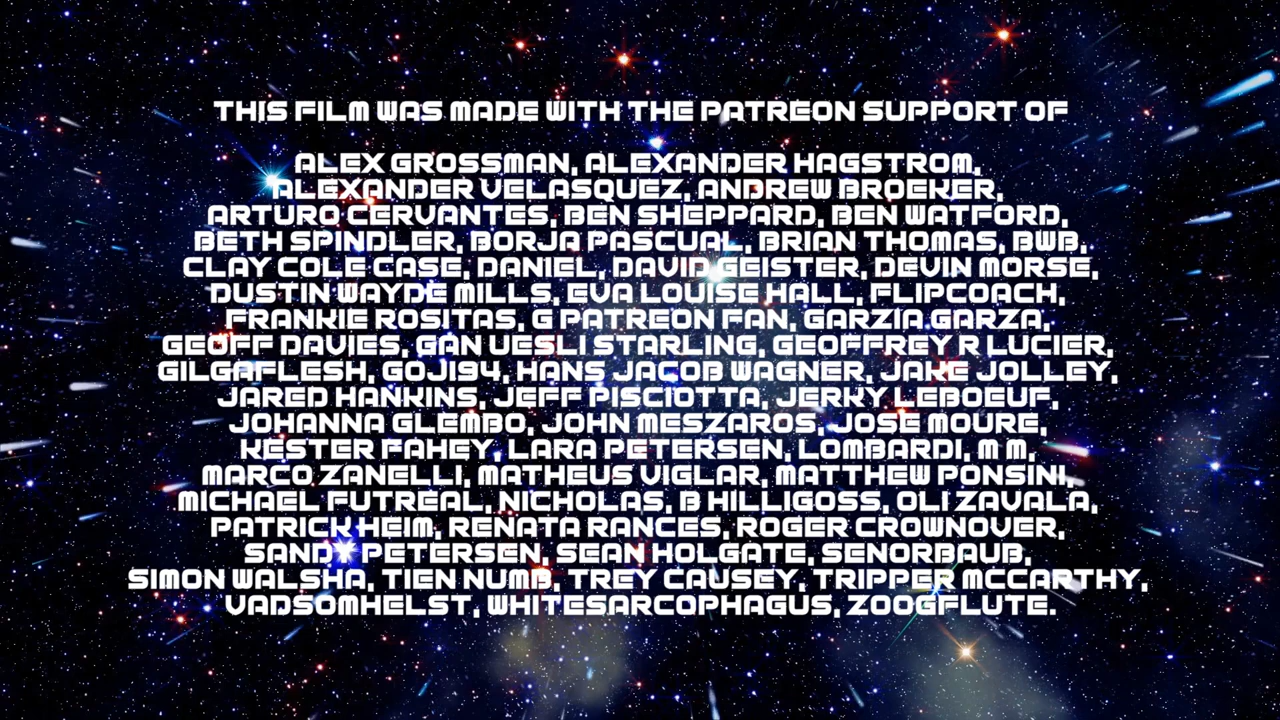 THIS FILM WAS MADE WITH THE PATREON SUPPORT OF
ALEX GROSSMAN, ALEXANDER HAGSTROM,
ALEXANDER VELASQUEZ, ANDREW BROEKER,
ARTURO CERVANTES, BEN SHEPPARD, BEN WATFORD,
BETH SPINDLER, BORJA PASCUAL, BRIAN THOMAS, BWB,
CLAY COLE CASE, DANIEL, DAVID GEISTER, DEVIN MORSE,
DUSTIN WAYDE MILLS, EVA LOUISE HALL, FLIPCOACH,
FRANKIE ROSITAS, G PATREON FAN, GARZIA GARZA,
GEOFF DAVIES, GAN UESLI STARLING, GEOFFREY R LUCIER,
GILGAFLESH, GOJI94, HANS JACOB WAGNER, JAKE JOLLEY,
JARED HANKINS, JEFF PISCIOTTA, JERKY LEBOEUF,
JOHANNA GLEMBO, JOHN MESZAROS, JOSE MOURE,
KESTER FAHEY, LARA PETERSEN, LOMBARDI, M M,
MARCO ZANELLI, MATHEUS VIGLAR, MATTHEW PONSINI,
MICHAEL FUTREAL, NICHOLAS, B HILLIGOSS, OLI ZAVALA,
PATRICK HEIM, RENATA RANCES, ROGER CROWNOVER,
SANDY PETERSEN, SEAN HOLGATE, SENORBAUB,
SIMON WALSHA, TIEN NUMB, TREY CAUSEY, TRIPPER MCCARTHY,
VADSOMHELST, WHITESARCOPHAGUS, ZOOGFLUTE.